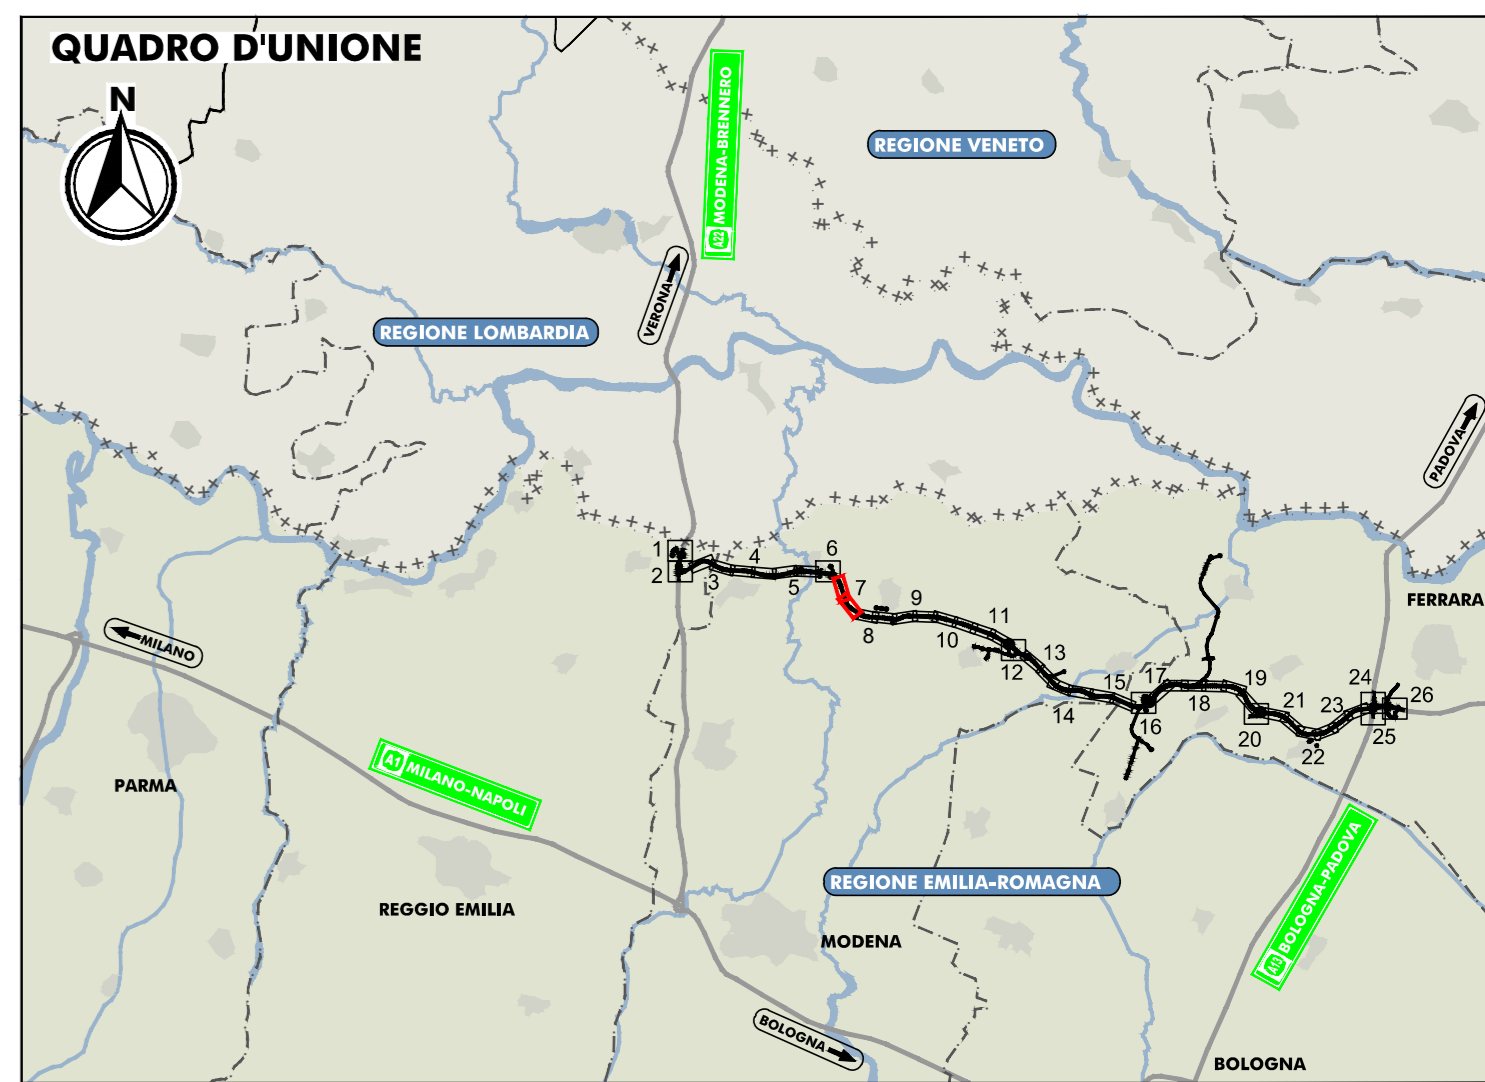 QUADRO D'UNIONE
N
A22 MODENA-BRENNERO
REGIONE VENETO
VERONA
REGIONE LOMBARDIA
PADOVA
1
2
3
4
5
6
7
8
9
10
11
12
13
14
15
16
17
18
19
20
21
22
23
24
25
26
FERRARA
MILANO
PARMA
A1 MILANO-NAPOLI
REGIONE EMILIA-ROMAGNA
A13 BOLOGNA-PADOVA
REGGIO EMILIA
MODENA
BOLOGNA
BOLOGNA